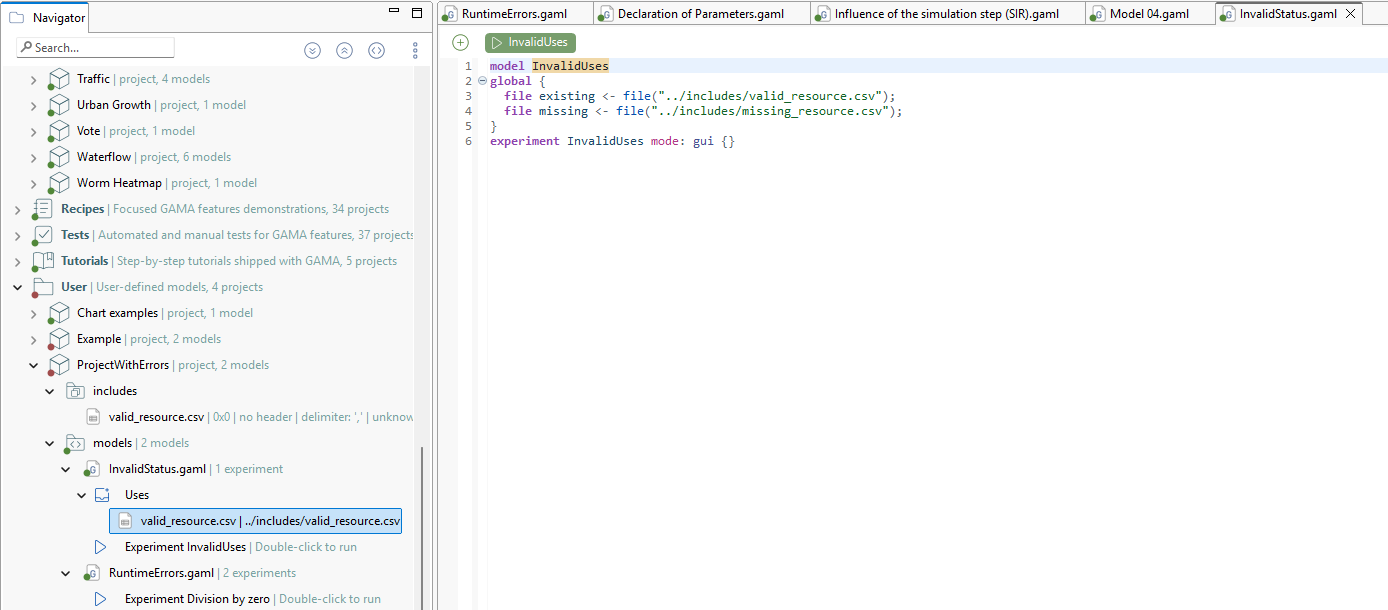 Navigator
Search...
Traffic | project, 4 models
Urban Growth | project, 1 model
Vote | project, 1 model
Waterflow | project, 6 models
Worm Heatmap | project, 1 model
Recipes | Focused GAMA features demonstrations, 34 projects
Tests | Automated and manual tests for GAMA features, 37 projects
Tutorials | Step-by-step tutorials shipped with GAMA, 5 projects
User | User-defined models, 4 projects
Chart examples | project, 1 model
Example | project, 2 models
ProjectWithErrors | project, 2 models
includes
valid_resource.csv | 0x0 | no header | delimiter: ',' | unknow
models | 2 models
InvalidStatus.gaml | 1 experiment
Uses
valid_resource.csv | ../includes/valid_resource.csv
Experiment InvalidUses | Double-click to run
RuntimeErrors.gaml | 2 experiments
Experiment Division by zero | Double-click to run
RuntimeErrors.gaml
Declaration of Parameters.gaml
Influence of the simulation step (SIR).gaml
Model 04.gaml
InvalidStatus.gaml
InvalidUses
1 model InvalidUses
2 global {
3 file existing <- file("../includes/valid_resource.csv");
4 file missing <- file("../includes/missing_resource.csv");
5 }
6 experiment InvalidUses mode: gui {}